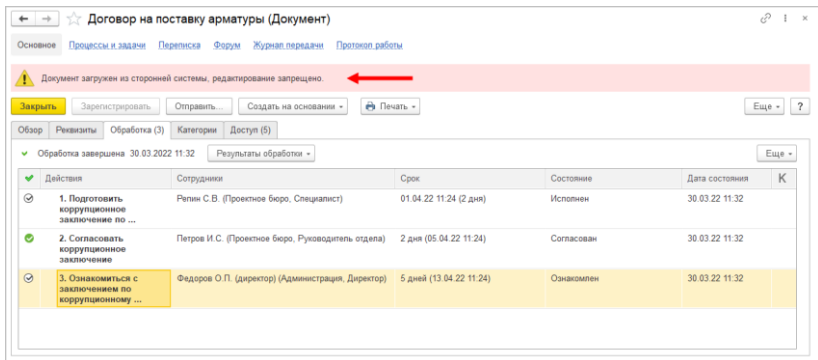 Договор на поставку арматуры (Документ)
Основное Процессы и задачи Переписка Форум Журнал передачи Протокол работы
Документ загружен из сторонней системы, редактирование запрещено.
Закрыть Зарегистрировать Отправить... Создать на основании Печать Еще ?
Обзор Реквизиты Обработка (3) Категории Доступ (5)
Обработка завершена 30.03.2022 11:32 Результаты обработки Еще
Действия Сотрудники Срок Состояние Дата состояния К
1. Подготовить Репин С.В. (Проектное бюро, Специалист) 01.04.22 11:24 (2 дня) Исполнен 30.03.22 11:32
коррупционное
заключение по ...
2. Согласовать Петров И.С. (Проектное бюро, Руководитель отдела) 2 дня (05.04.22 11:24) Согласован 30.03.22 11:32
коррупционное
заключение
3. Ознакомиться с Федоров О.П. (директор) (Администрация, Директор) 5 дней (13.04.22 11:24) Ознакомлен 30.03.22 11:32
заключением по
коррупционному ...